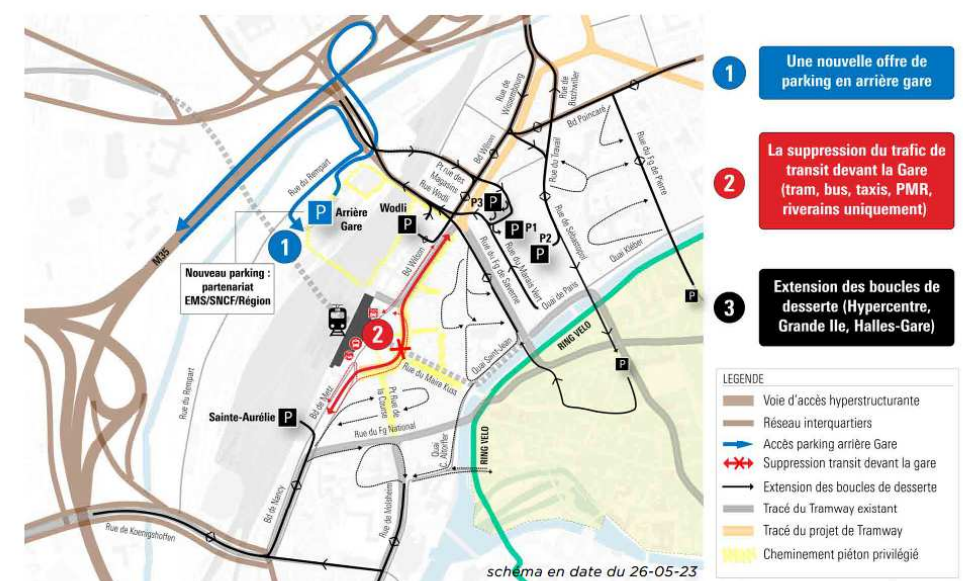 1
Une nouvelle offre de
parking en arrière gare
2
La suppression du trafic de
transit devant la Gare
(tram, bus, taxis, PMR,
riverains uniquement)
3
Extension des boucles de
desserte (Hypercentre,
Grande Ile, Halles-Gare)
LEGENDE
Voie d'accès hyperstructurante
Réseau interquartiers
Accès parking arrière Gare
Suppression transit devant la gare
Extension des boucles de desserte
Tracé du Tramway existant
Tracé du projet de Tramway
Cheminement piéton privilégié
Rue de Wissembourg
Rue de Bischwiller
Bd Poincaré
Rue du Fg de Pierre
Bd Wilson
Rue du Travail
Pt rue des Magasins
Rue Wodli
Rue du Rempart
P
Arrière
Gare
1
Wodli
P
P3
P
P
P1
P2
P
Rue de Sébastopol
Quai Kléber
M35
Nouveau parking :
partenariat
EMS/SNCF/Région
Bd Wilson
Rue du Fg de Saverne
Rue du Marais Vert
Quai de Paris
P
2
Quai Saint-Jean
RING VELO
Rue du Maire Kuss
P
Rue du Rempart
Bd de Metz
Pt Rue de
la Course
Sainte-Aurélie
P
Rue du Fg National
Quai
C. Altorffer
RING VELO
Bd de Nancy
Rue de Molsheim
Rue de Koenigshoffen
schéma en date du 26-05-23